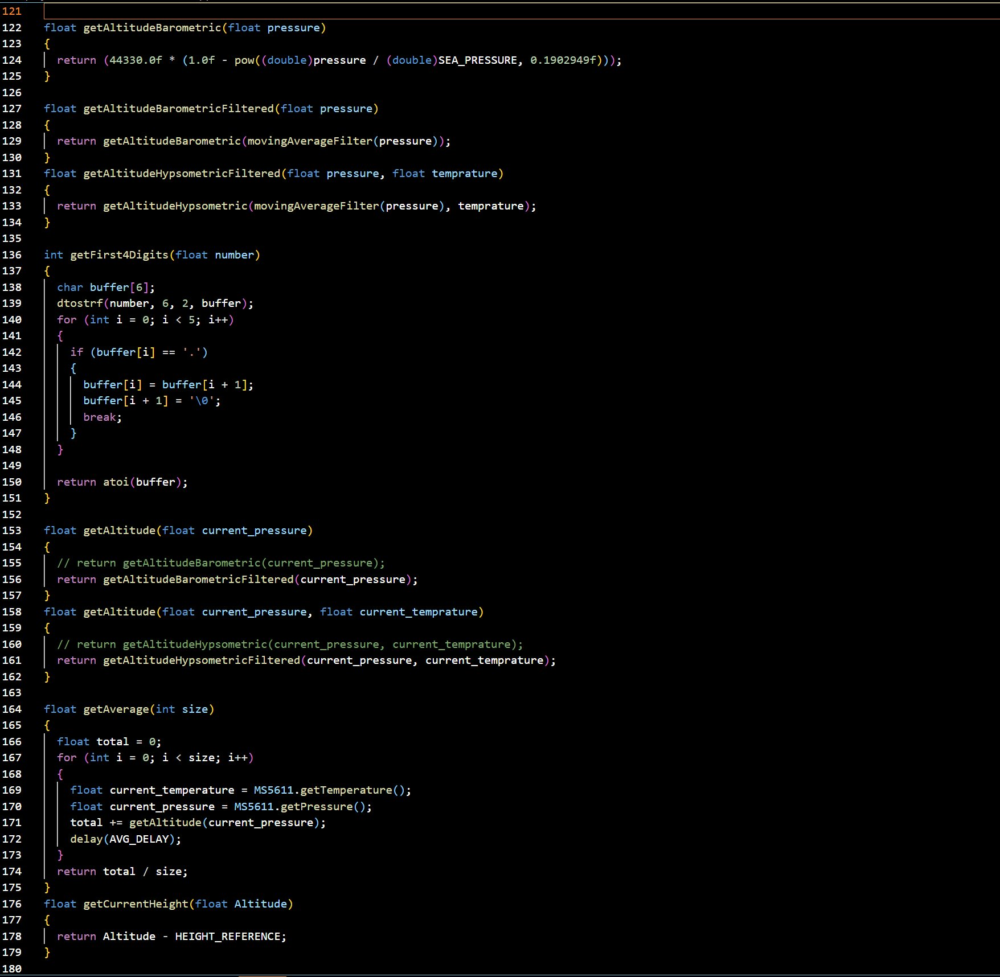 121
122 float getAltitudeBarometric(float pressure)
123 {
124   return (44330.0f * (1.0f - pow((double)pressure / (double)SEA_PRESSURE, 0.1902949f)));
125 }
126
127 float getAltitudeBarometricFiltered(float pressure)
128 {
129   return getAltitudeBarometric(movingAverageFilter(pressure));
130 }
131 float getAltitudeHypsometricFiltered(float pressure, float temprature)
132 {
133   return getAltitudeHypsometric(movingAverageFilter(pressure), temprature);
134 }
135
136 int getFirst4Digits(float number)
137 {
138   char buffer[6];
139   dtostrf(number, 6, 2, buffer);
140   for (int i = 0; i < 5; i++)
141   {
142     if (buffer[i] == '.')
143     {
144       buffer[i] = buffer[i + 1];
145       buffer[i + 1] = '\0';
146       break;
147     }
148   }
149
150   return atoi(buffer);
151 }
152
153 float getAltitude(float current_pressure)
154 {
155   // return getAltitudeBarometric(current_pressure);
156   return getAltitudeBarometricFiltered(current_pressure);
157 }
158 float getAltitude(float current_pressure, float current_temprature)
159 {
160   // return getAltitudeHypsometric(current_pressure, current_temprature);
161   return getAltitudeHypsometricFiltered(current_pressure, current_temprature);
162 }
163
164 float getAverage(int size)
165 {
166   float total = 0;
167   for (int i = 0; i < size; i++)
168   {
169     float current_temperature = MS5611.getTemperature();
170     float current_pressure = MS5611.getPressure();
171     total += getAltitude(current_pressure);
172     delay(AVG_DELAY);
173   }
174   return total / size;
175 }
176 float getCurrentHeight(float Altitude)
177 {
178   return Altitude - HEIGHT_REFERENCE;
179 }
180